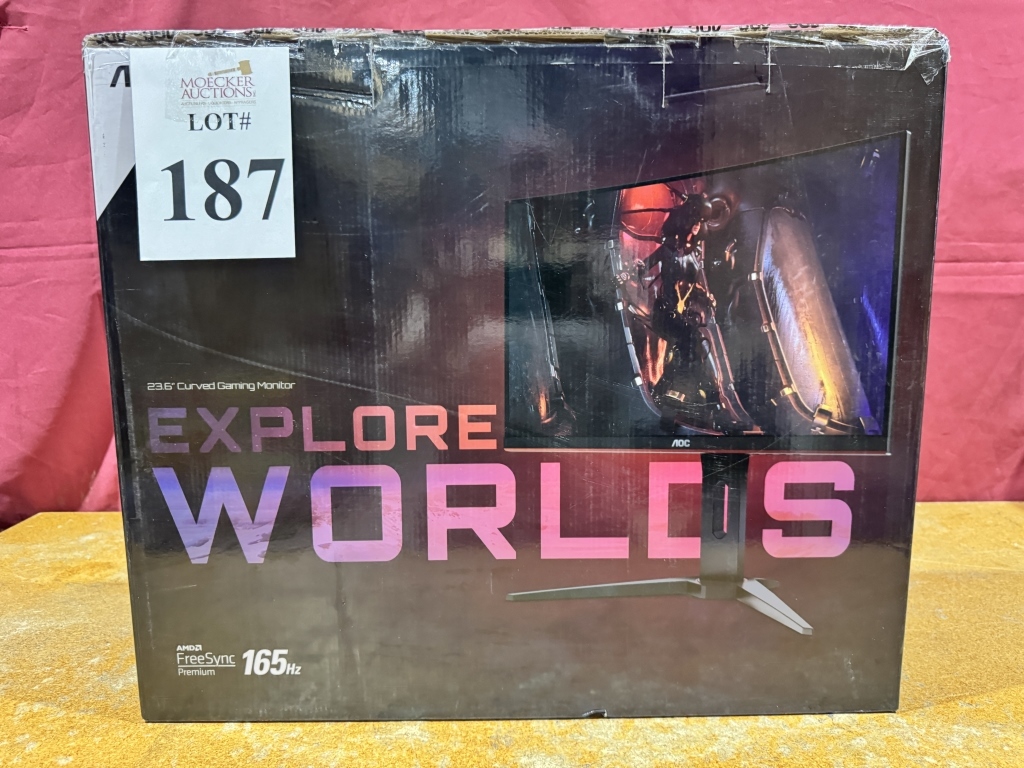 MOECKER
AUCTIONS
LOT#
187
23.6" Curved Gaming Monitor
EXPLORE
WORLDS
AOC
AMD
FreeSync
Premium
165Hz